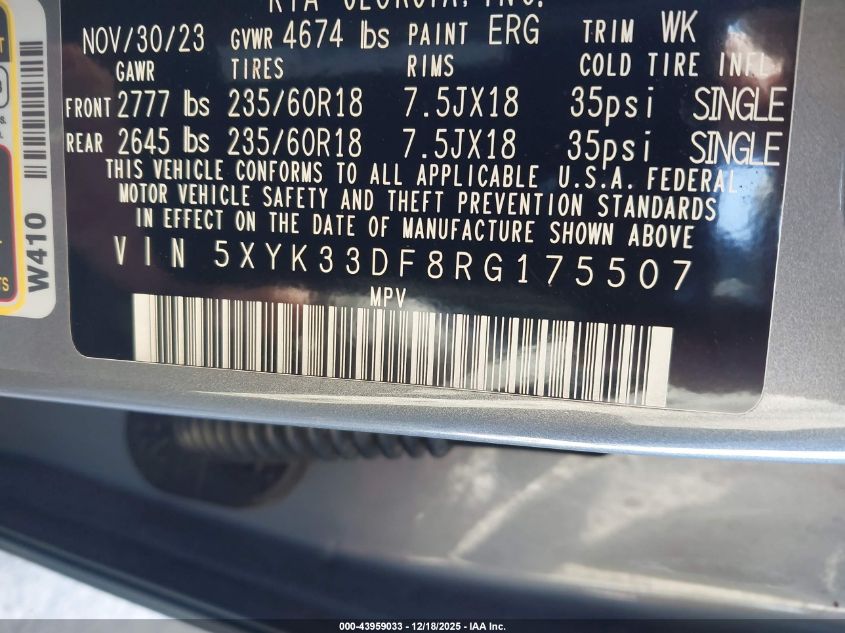 KIA GEORGIA, INC.
NOV/30/23 GVWR 4674 lbs PAINT ERG TRIM WK
GAWR TIRES RIMS COLD TIRE INFL
FRONT 2777 lbs 235/60R18 7.5JX18 35psi SINGLE
REAR 2645 lbs 235/60R18 7.5JX18 35psi SINGLE
THIS VEHICLE CONFORMS TO ALL APPLICABLE U.S.A. FEDERAL
MOTOR VEHICLE SAFETY AND THEFT PREVENTION STANDARDS
IN EFFECT ON THE DATE OF MANUFACTURE SHOWN ABOVE
VIN 5XYK33DF8RG175507
MPV
W410
000-43959033 - 12/18/2025 - IAA Inc.